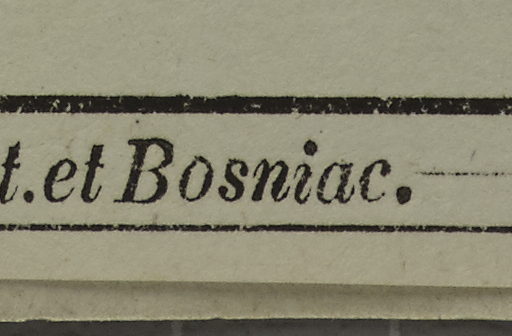 t. et Bosniac.